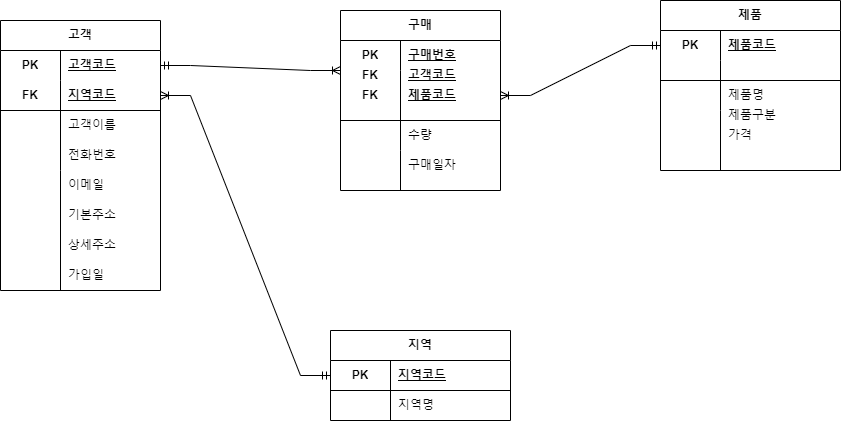 고객
PK 고객코드
FK 지역코드
고객이름
전화번호
이메일
기본주소
상세주소
가입일
구매
PK 구매번호
FK 고객코드
FK 제품코드
수량
구매일자
제품
PK 제품코드
제품명
제품구분
가격
지역
PK 지역코드
지역명